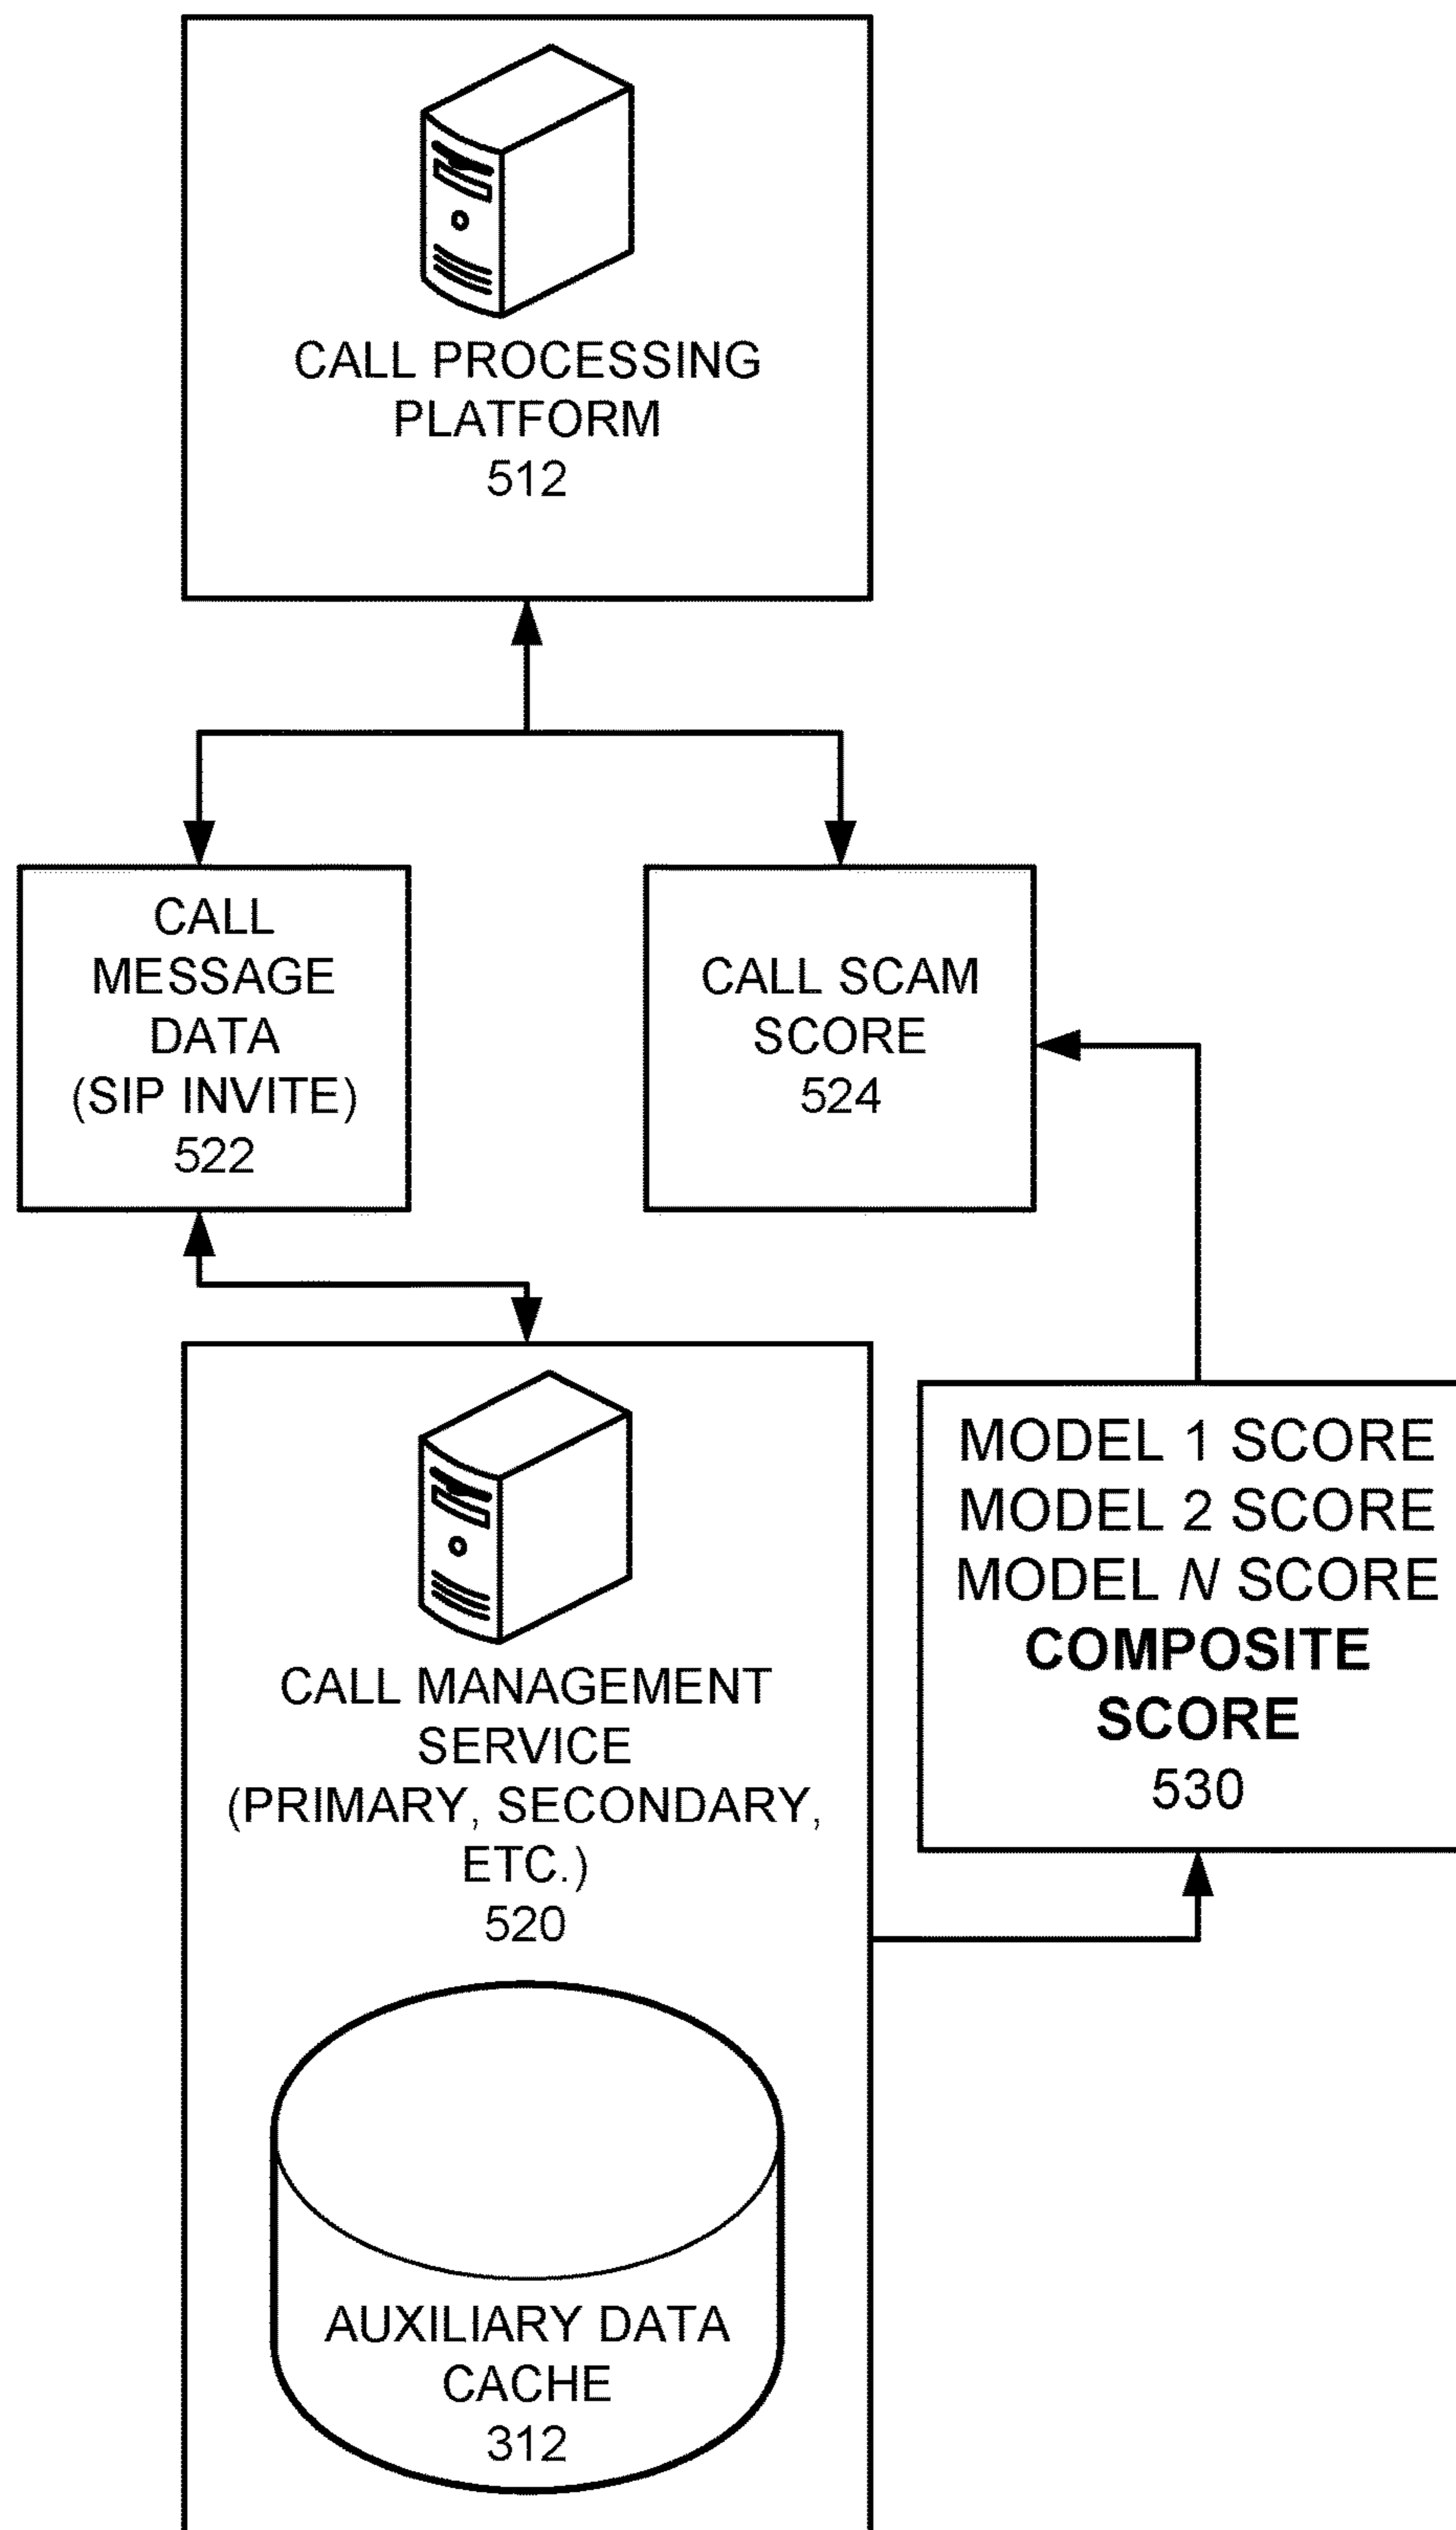 CALL PROCESSING
PLATFORM
512
CALL
MESSAGE
DATA
(SIP INVITE)
522
CALL SCAM
SCORE
524
MODEL 1 SCORE
MODEL 2 SCORE
MODEL N SCORE
COMPOSITE
SCORE
530
CALL MANAGEMENT
SERVICE
(PRIMARY, SECONDARY,
ETC.)
520
AUXILIARY DATA
CACHE
312